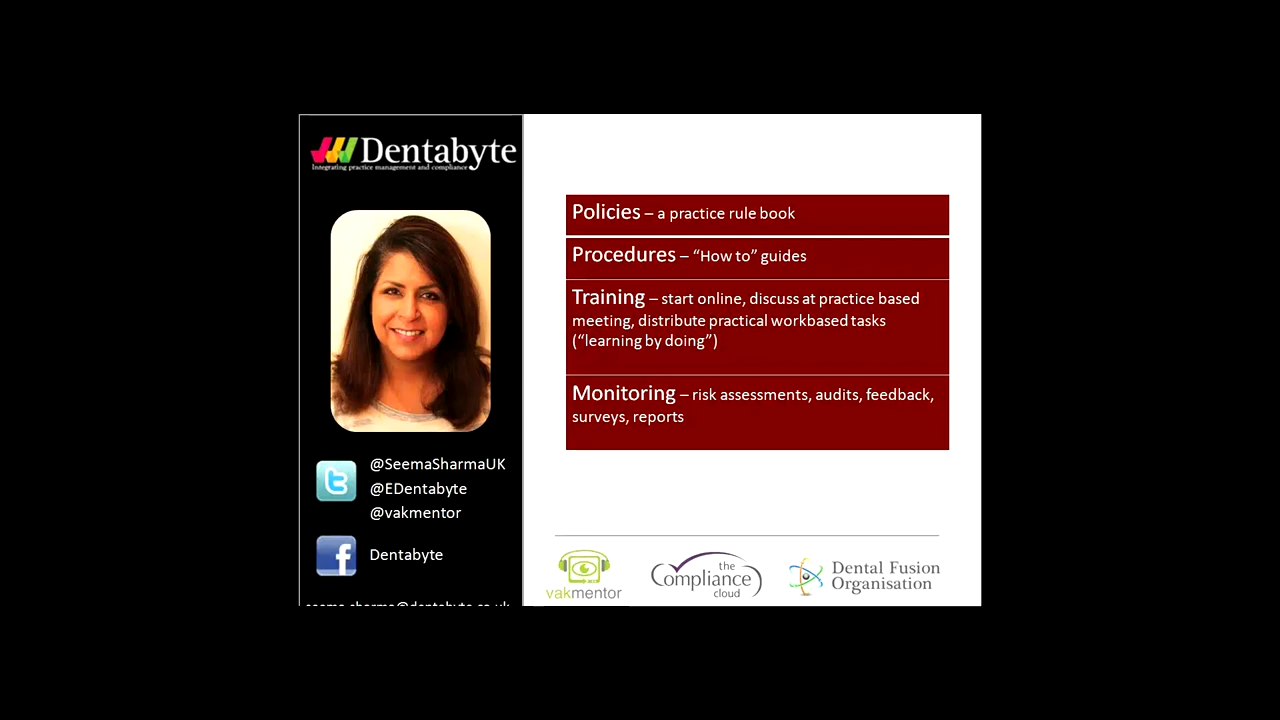 Dentabyte
Integrating practice management and compliance
@SeemaSharmaUK
@EDentabyte
@vakmentor
Dentabyte
seema.sharma@dentabyte.co.uk
Policies – a practice rule book
Procedures – “How to” guides
Training – start online, discuss at practice based
meeting, distribute practical workbased tasks
(“learning by doing”)
Monitoring – risk assessments, audits, feedback,
surveys, reports
vakmentor
the
Compliance
cloud
Dental Fusion
Organisation